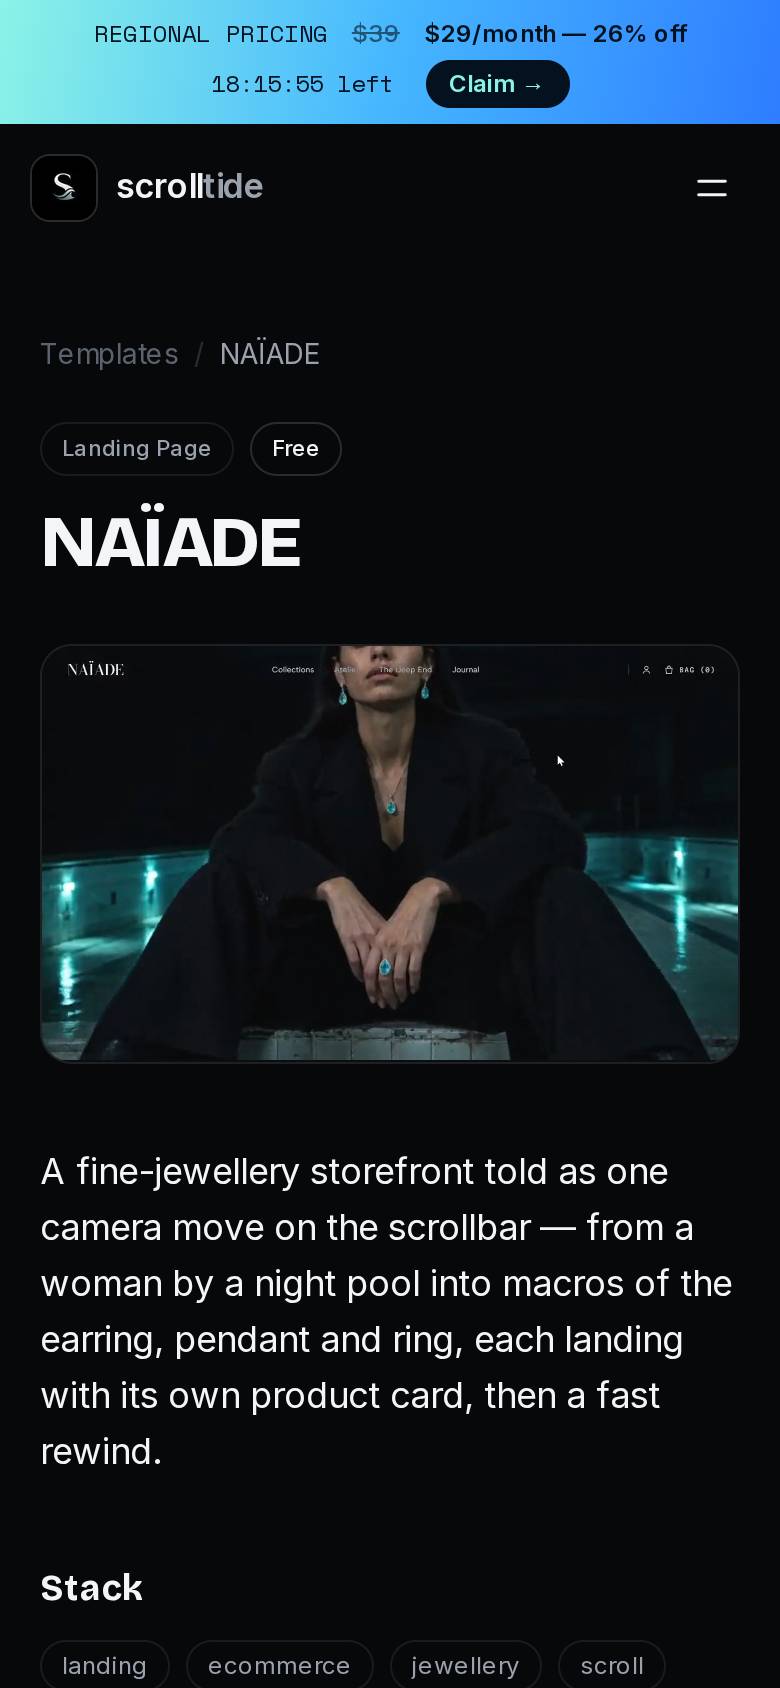 REGIONAL PRICING $39 $29/month — 26% off
18:15:55 left Claim →
scrolltide
Templates / NAÏADE
Landing Page Free
NAÏADE
NAÏADE Collections Atelier The Deep End Journal BAG (0)
A fine-jewellery storefront told as one
camera move on the scrollbar — from a
woman by a night pool into macros of the
earring, pendant and ring, each landing
with its own product card, then a fast
rewind.
Stack
landing ecommerce jewellery scroll